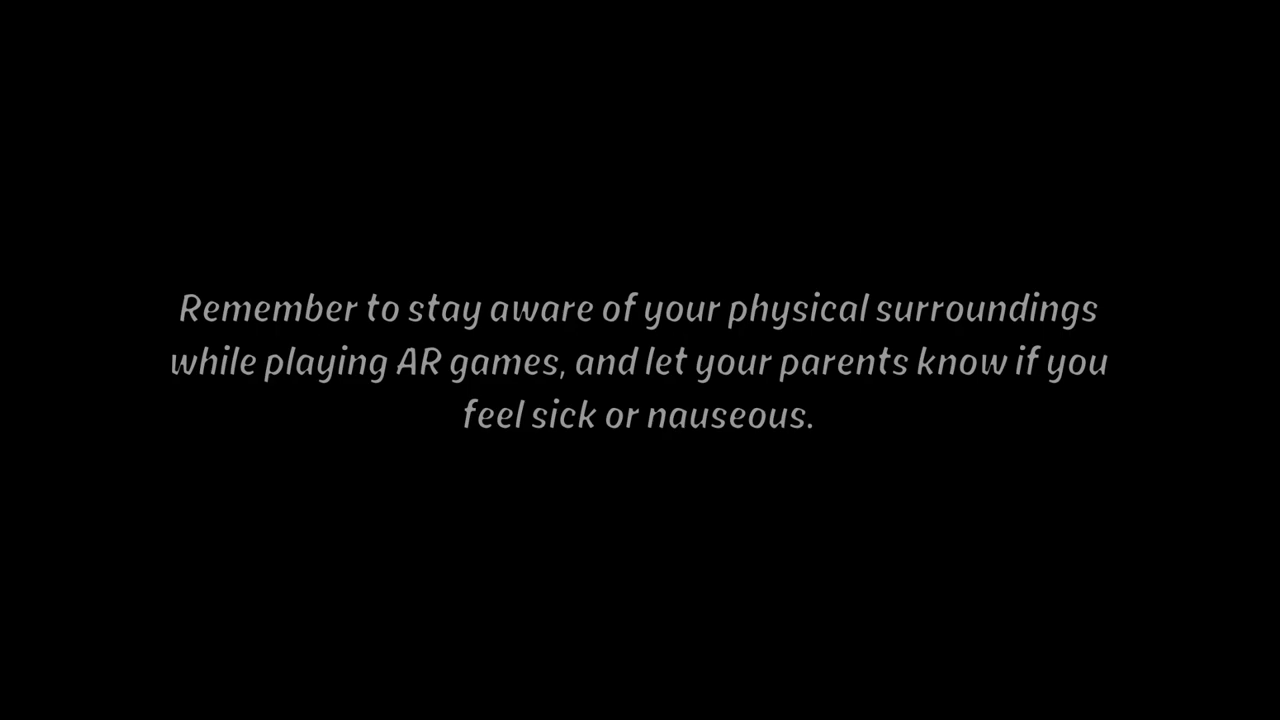 Remember to stay aware of your physical surroundings
while playing AR games, and let your parents know if you
feel sick or nauseous.